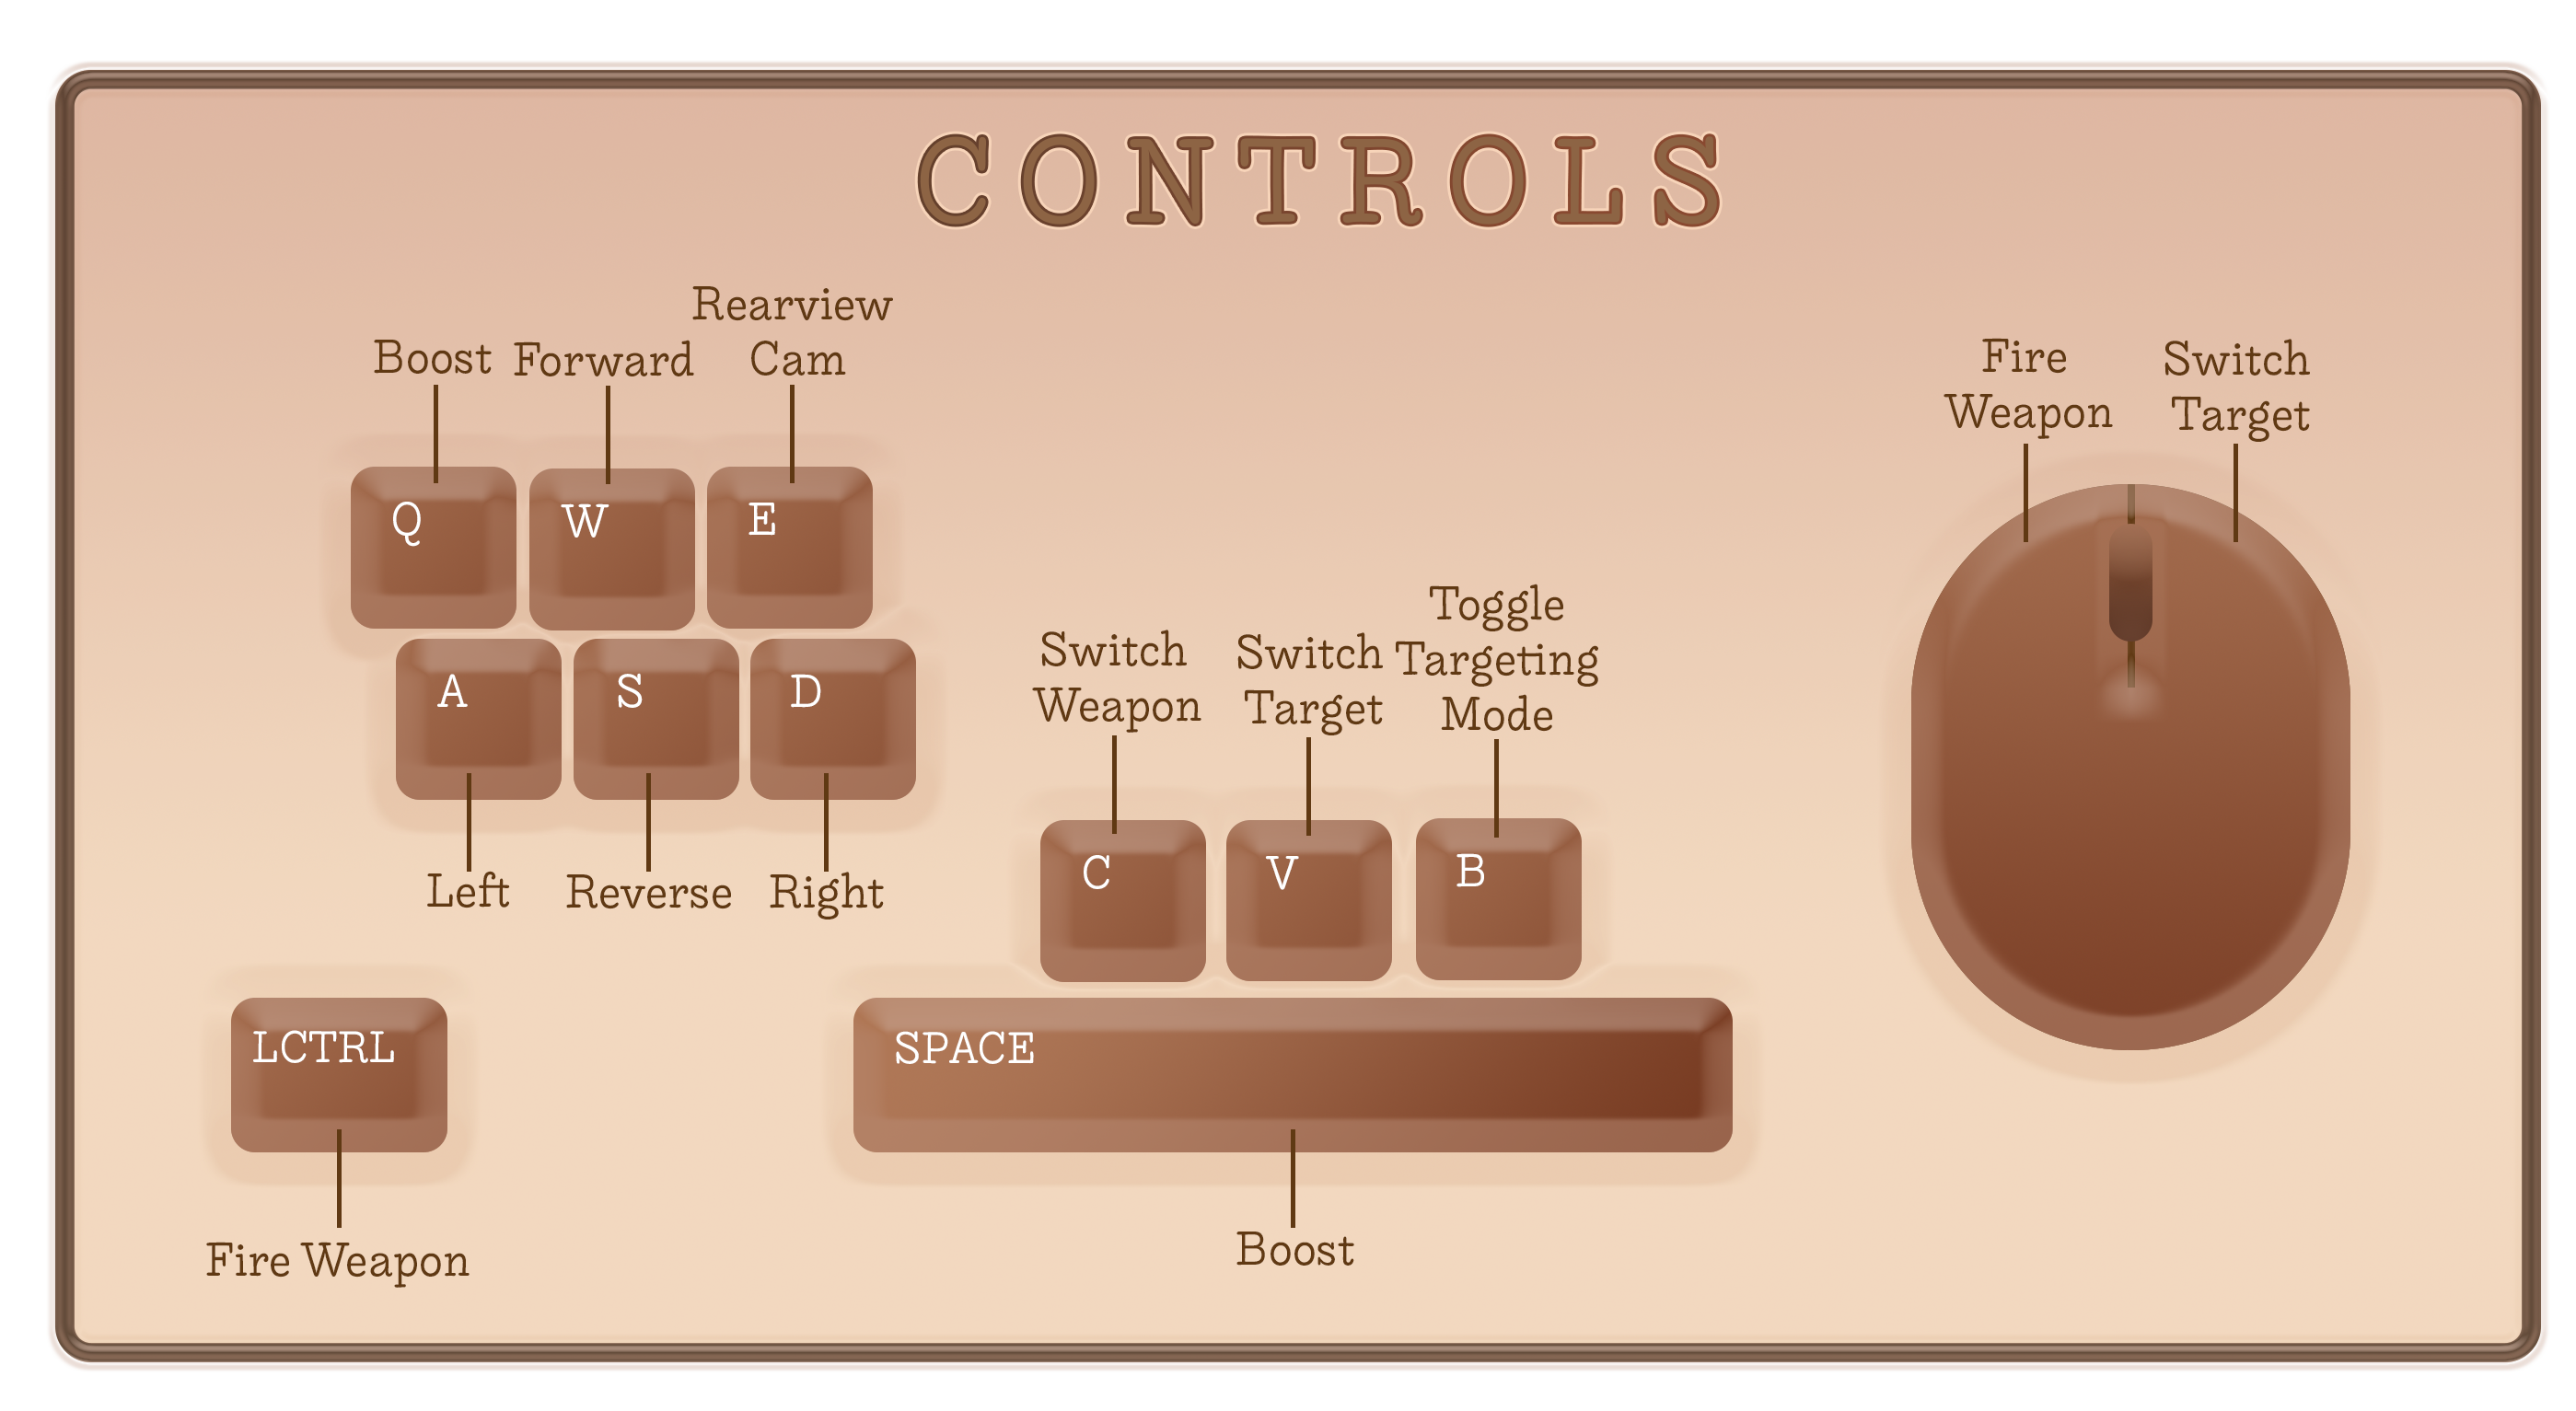 CONTROLS
Boost
Forward
Rearview
Cam
Q
W
E
A
S
D
Left
Reverse
Right
Switch
Weapon
Switch
Target
Toggle
Targeting
Mode
C
V
B
Fire
Weapon
Switch
Target
LCTRL
SPACE
Fire Weapon
Boost